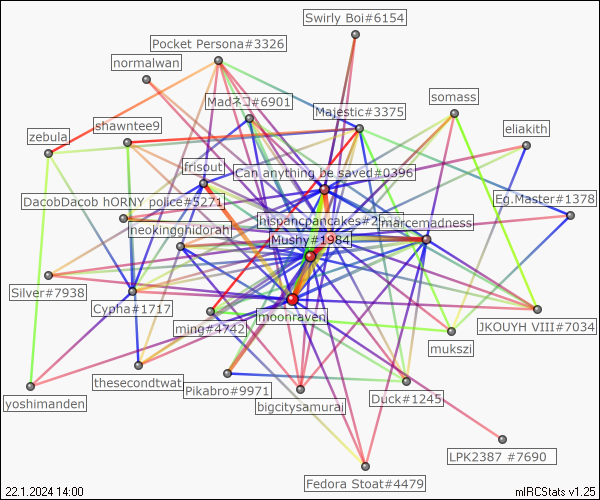 Swirly Boi#6154
Pocket Persona#3326
normalwan
Madネコ#6901
Majestic#3375
somass
shawntee9
eliakith
zebula
frisout
Can anything be saved#0396
Eg.Master#1378
DacobDacob hORNY police#5271
hispancpancakes#2
marcemadness
neokingghidorah
Mushy#1984
Silver#7938
Cypha#1717
moonraven
ming#4742
JKOUYH VIII#7034
mukszi
thesecondtwat
Pikabro#9971
yoshimanden
bigcitysamurai
Duck#1245
LPK2387 #7690
Fedora Stoat#4479
22.1.2024 14:00
mIRCStats v1.25